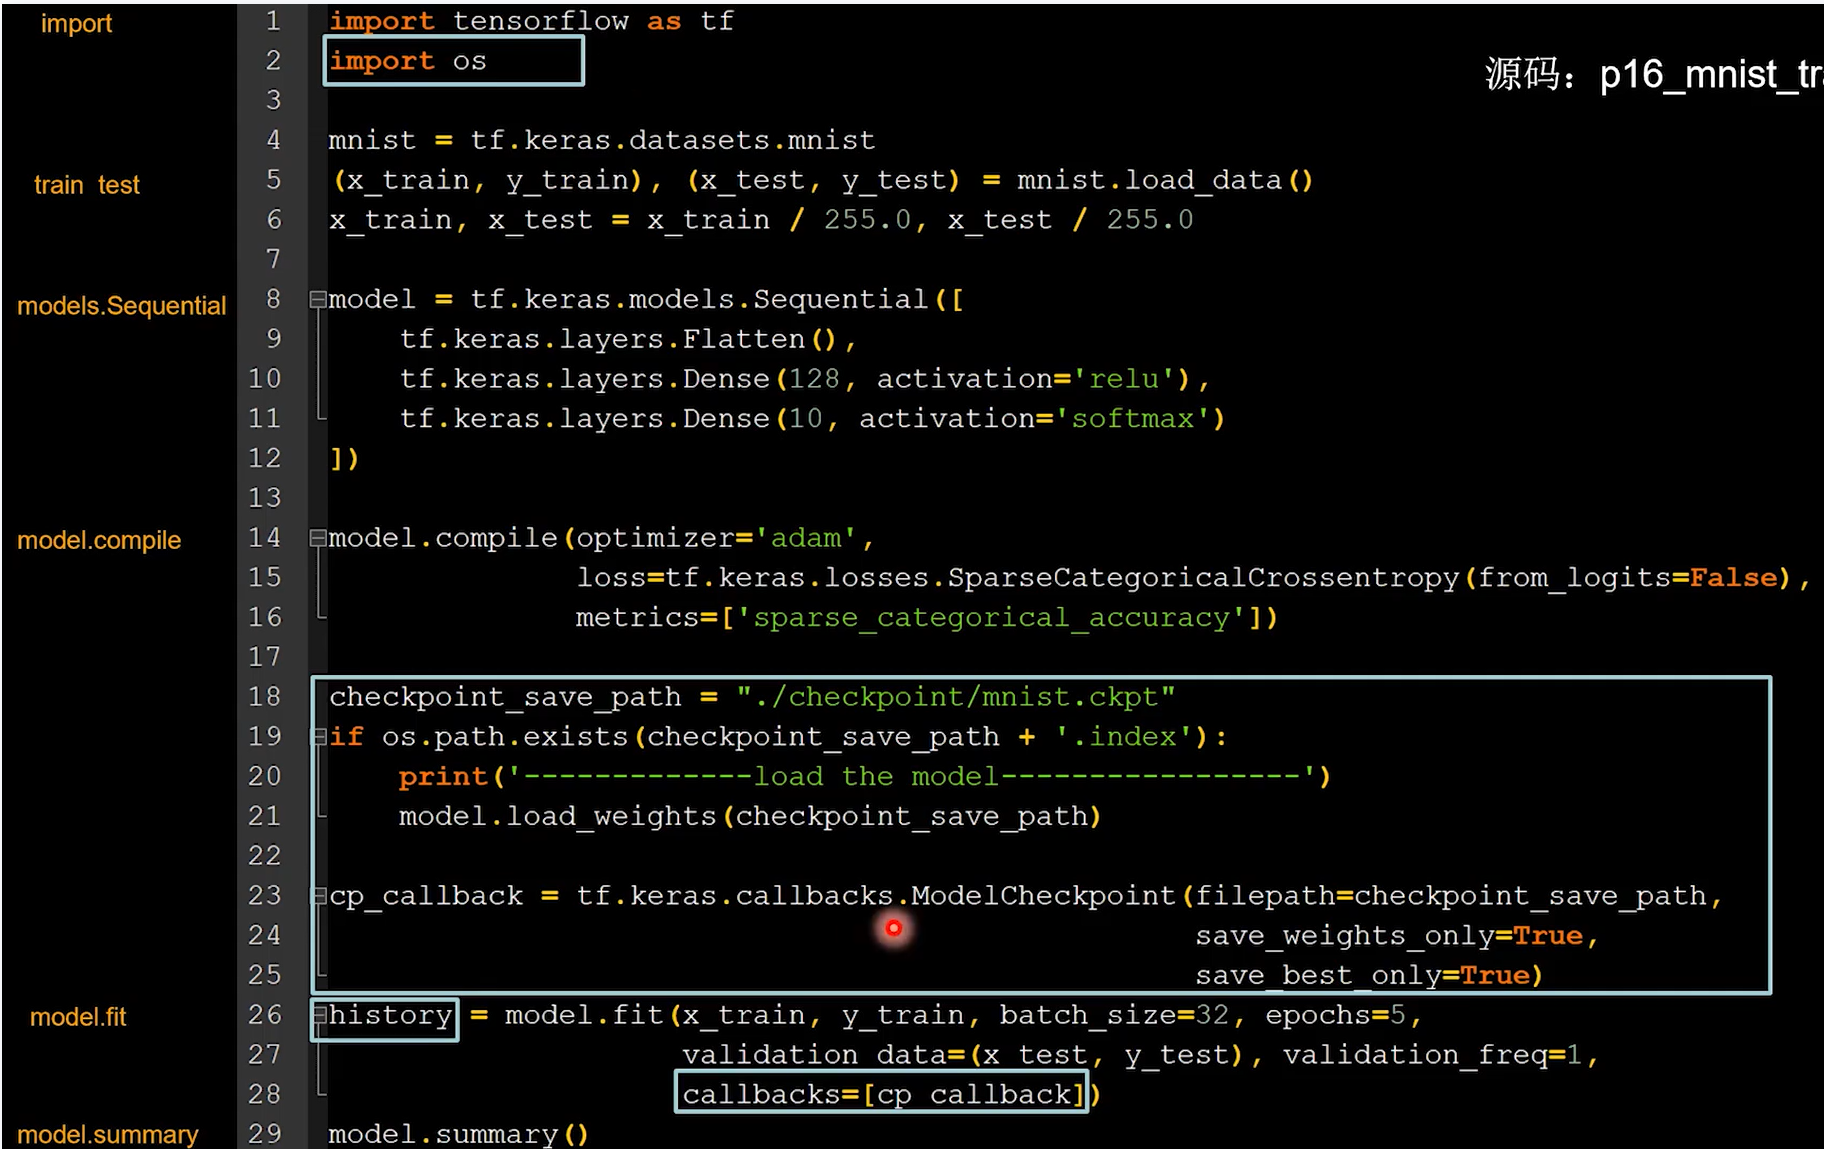 import
1 import tensorflow as tf
2 import os
源码：p16_mnist_tra
3
4 mnist = tf.keras.datasets.mnist
train test
5 (x_train, y_train), (x_test, y_test) = mnist.load_data()
6 x_train, x_test = x_train / 255.0, x_test / 255.0
7
models.Sequential
8 model = tf.keras.models.Sequential([
9     tf.keras.layers.Flatten(),
10     tf.keras.layers.Dense(128, activation='relu'),
11     tf.keras.layers.Dense(10, activation='softmax')
12 ])
13
model.compile
14 model.compile(optimizer='adam',
15               loss=tf.keras.losses.SparseCategoricalCrossentropy(from_logits=False),
16               metrics=['sparse_categorical_accuracy'])
17
18 checkpoint_save_path = "./checkpoint/mnist.ckpt"
19 if os.path.exists(checkpoint_save_path + '.index'):
20     print('-------------load the model-----------------')
21     model.load_weights(checkpoint_save_path)
22
23 cp_callback = tf.keras.callbacks.ModelCheckpoint(filepath=checkpoint_save_path,
24                                                  save_weights_only=True,
25                                                  save_best_only=True)
model.fit
26 history = model.fit(x_train, y_train, batch_size=32, epochs=5,
27                     validation_data=(x_test, y_test), validation_freq=1,
28                     callbacks=[cp_callback])
model.summary
29 model.summary()